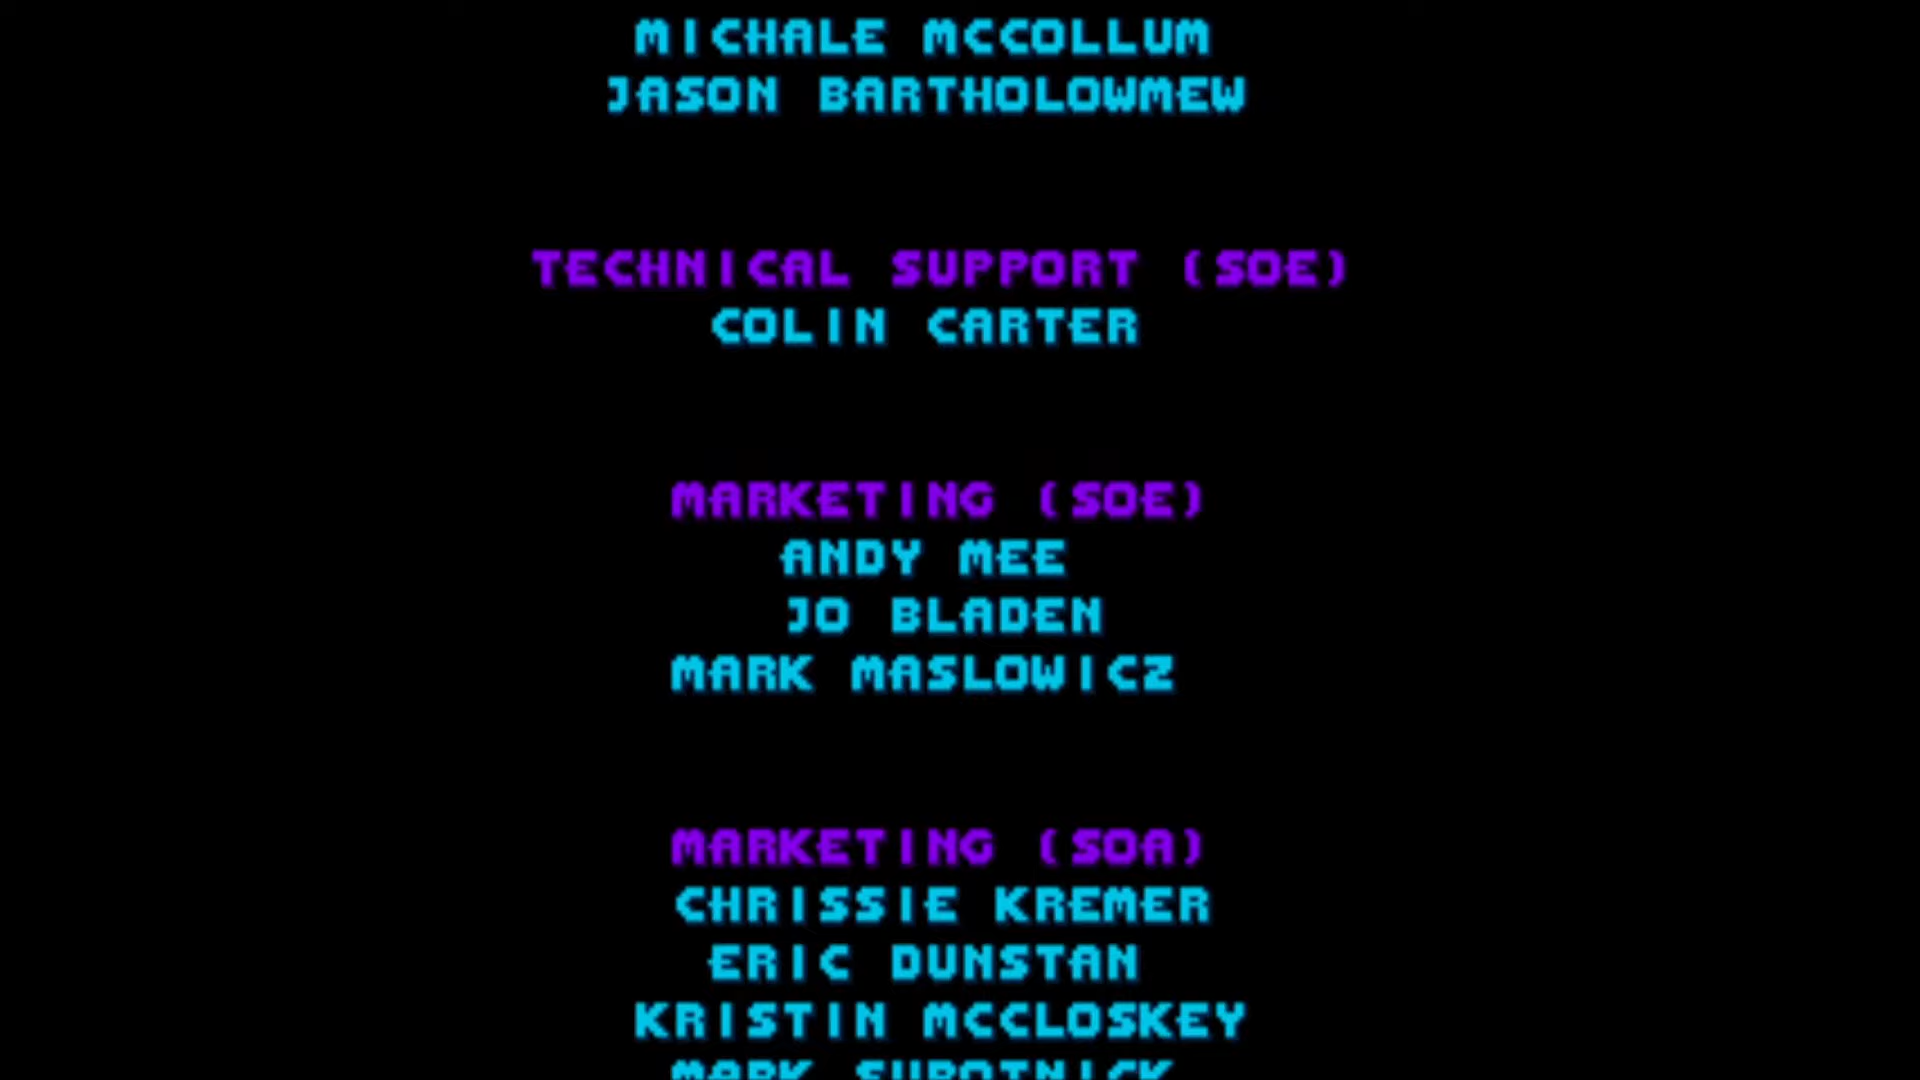 MICHALE MCCOLLUM
JASON BARTHOLOWMEW
TECHNICAL SUPPORT (SOE)
COLIN CARTER
MARKETING (SOE)
ANDY MEE
JO BLADEN
MARK MASLOWICZ
MARKETING (SOA)
CHRISSIE KREMER
ERIC DUNSTAN
KRISTIN MCCLOSKEY
MARK